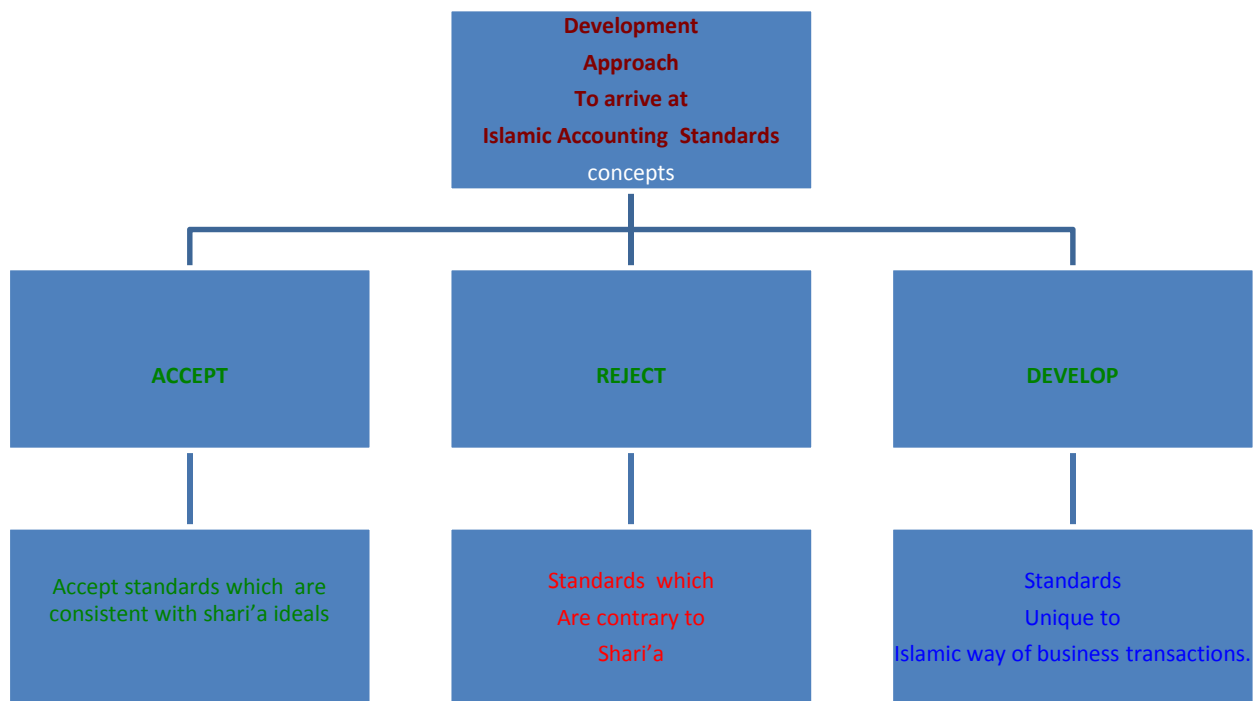 Development
Approach
To arrive at
Islamic Accounting Standards
concepts
ACCEPT
REJECT
DEVELOP
Accept standards which are
consistent with shari’a ideals
Standards which
Are contrary to
Shari’a
Standards
Unique to
Islamic way of business transactions.